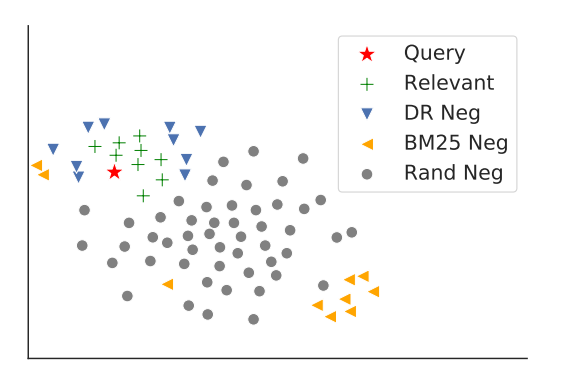 Query
Relevant
DR Neg
BM25 Neg
Rand Neg